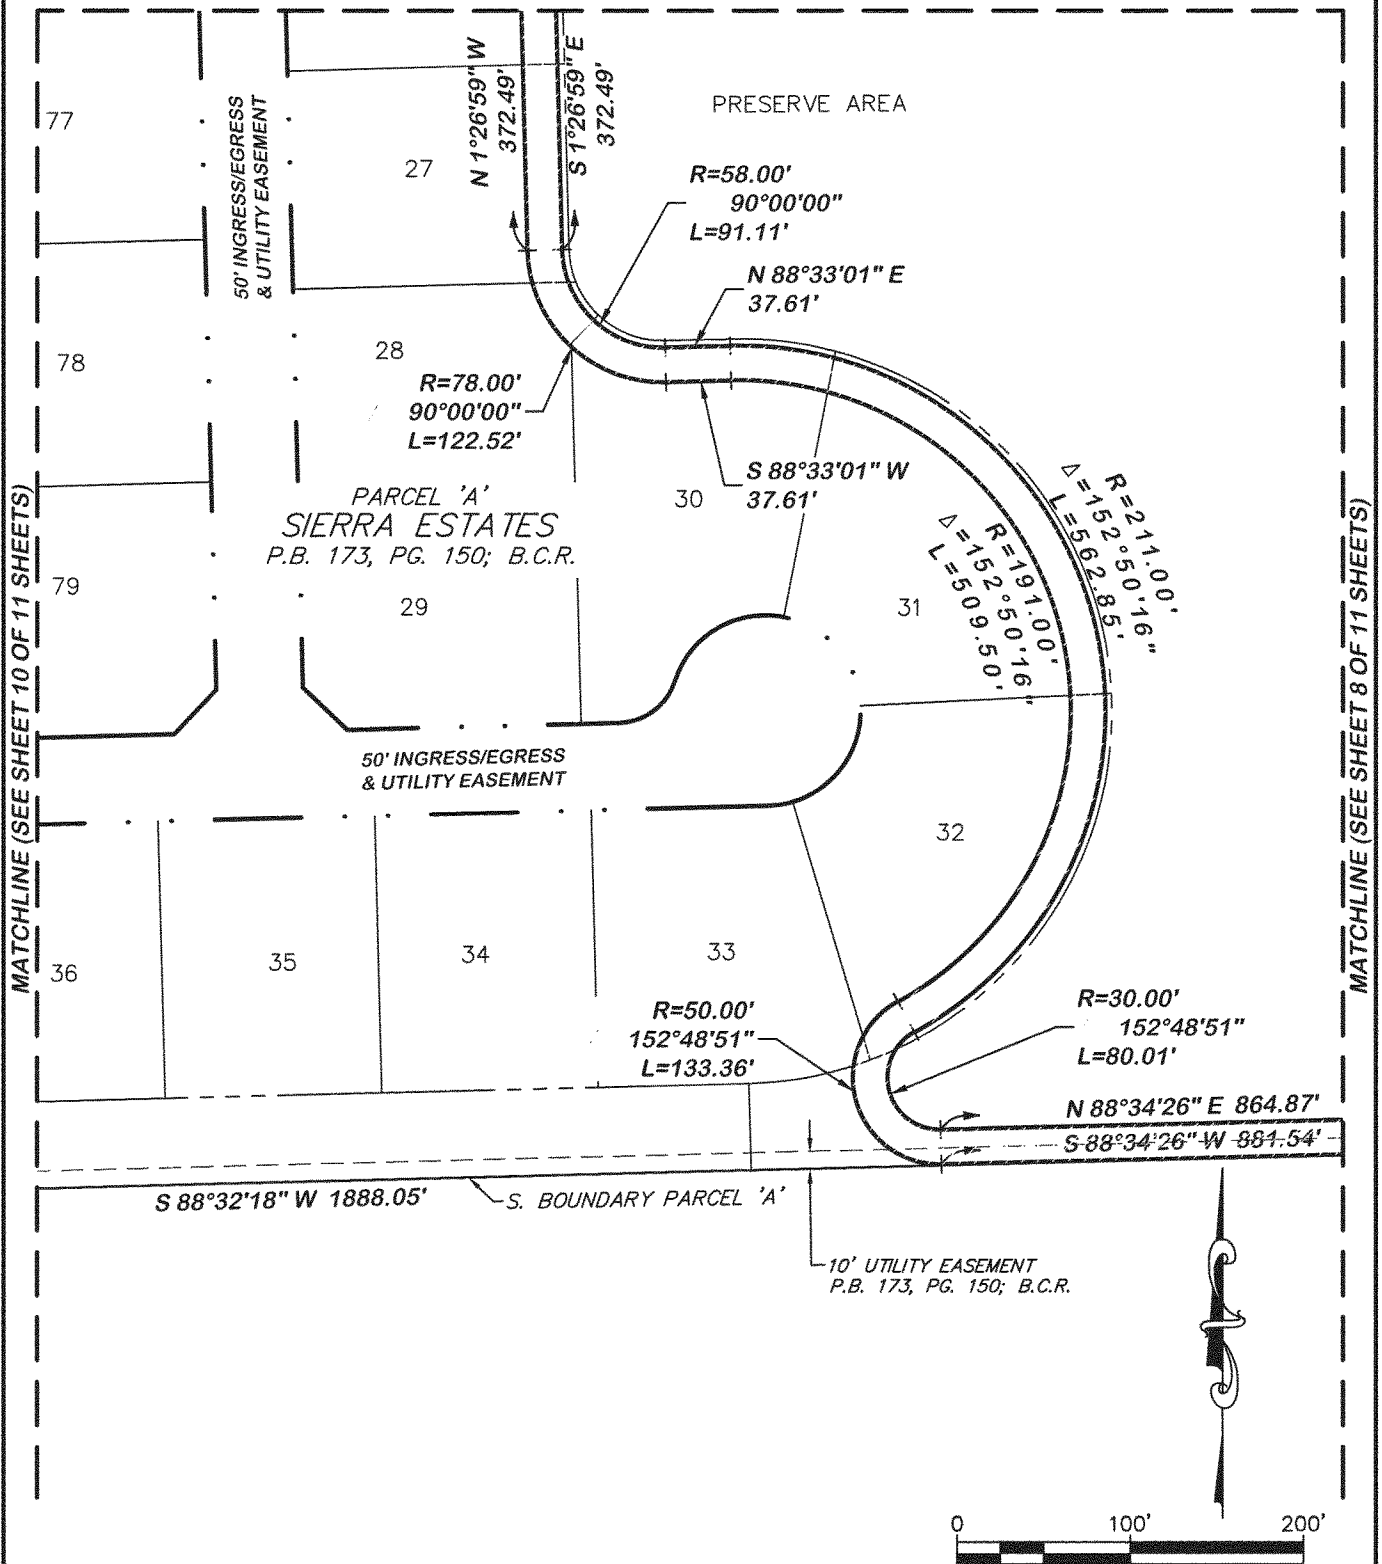 N 1°26'59" W
372.49'
S 1°26'59" E
372.49'
PRESERVE AREA
77
50' INGRESS/EGRESS
& UTILITY EASEMENT
27
R=58.00'
90°00'00"
L=91.11'
N 88°33'01" E
37.61'
78
28
R=78.00'
90°00'00"
L=122.52'
S 88°33'01" W
37.61'
30
PARCEL 'A'
SIERRA ESTATES
P.B. 173, PG. 150; B.C.R.
R=211.00'
Δ=152°50'16"
L=562.85'
R=191.00'
Δ=152°50'16"
L=509.50'
MATCHLINE (SEE SHEET 10 OF 11 SHEETS)
MATCHLINE (SEE SHEET 8 OF 11 SHEETS)
79
29
31
50' INGRESS/EGRESS
& UTILITY EASEMENT
32
36
35
34
33
R=50.00'
152°48'51"
L=133.36'
R=30.00'
152°48'51"
L=80.01'
N 88°34'26" E 864.87'
S 88°34'26" W 881.54'
S 88°32'18" W 1888.05'
S. BOUNDARY PARCEL 'A'
10' UTILITY EASEMENT
P.B. 173, PG. 150; B.C.R.
0 100' 200'